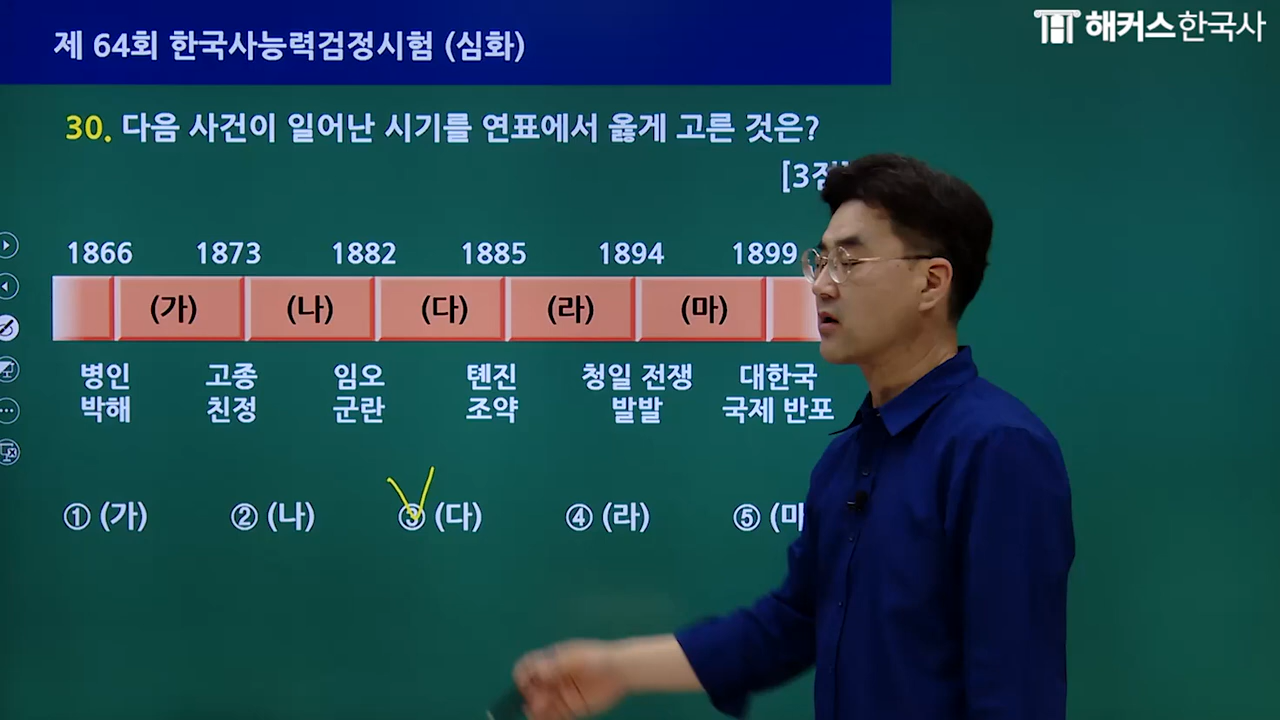 제 64회 한국사능력검정시험 (심화)
해커스한국사
30. 다음 사건이 일어난 시기를 연표에서 옳게 고른 것은?
[3점]
1866 1873 1882 1885 1894 1899
(가) (나) (다) (라) (마)
병인 고종 임오 톈진 청일 전쟁 대한국
박해 친정 군란 조약 발발 국제 반포
① (가) ② (나) ③ (다) ④ (라) ⑤ (마